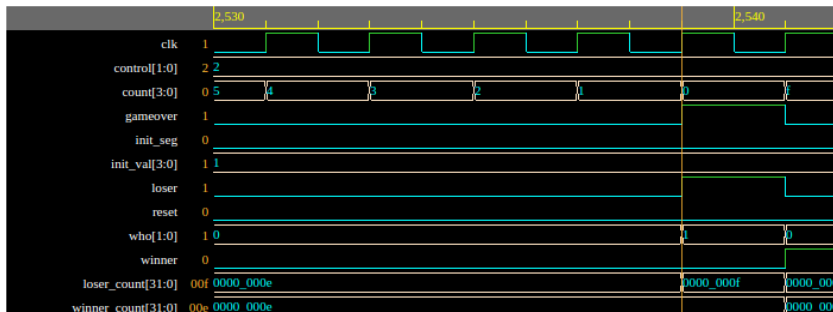 2,530 2,540
clk 1
control[1:0] 2 2
count[3:0] 0 5 4 3 2 1 0 f
gameover 1
init_seg 0
init_val[3:0] 1 1
loser 1
reset 0
who[1:0] 1 0 1 0
winner 0
loser_count[31:0] 00f 0000_000e 0000_000f 0000_00
winner_count[31:0] 00e 0000_000e 0000_00